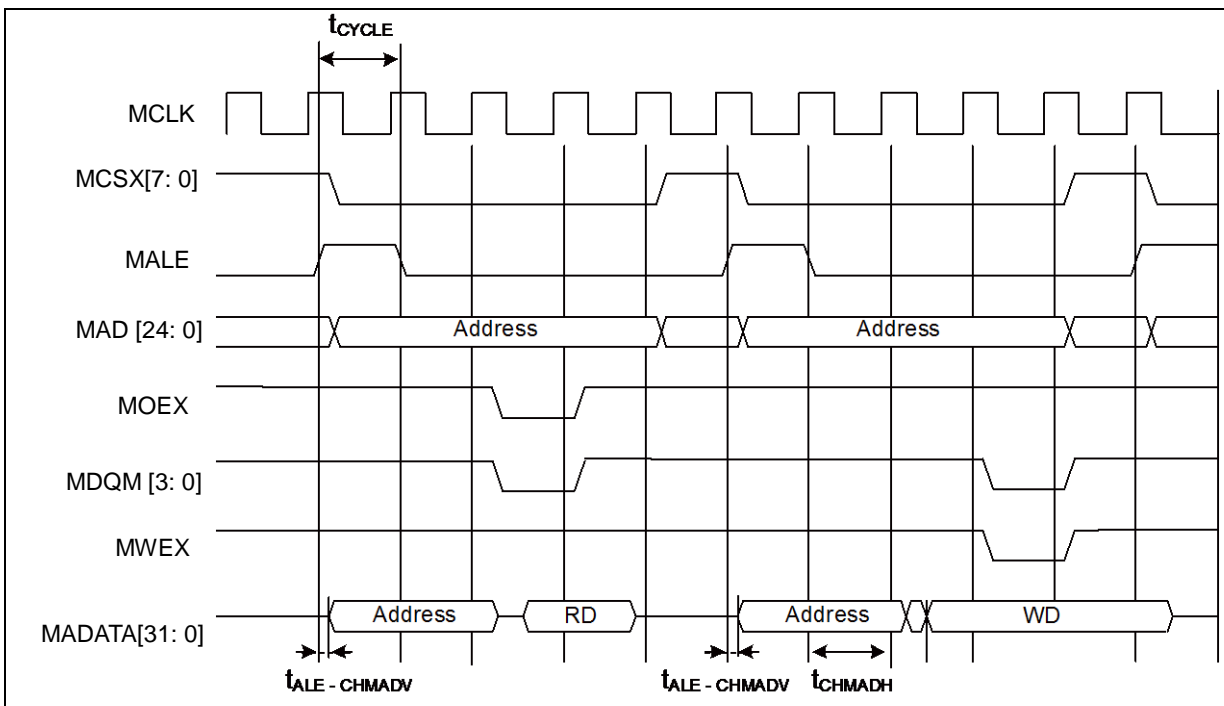 tCYCLE
MCLK
MCSX[7: 0]
MALE
MAD [24: 0] Address Address
MOEX
MDQM [3: 0]
MWEX
MADATA[31: 0] Address RD Address WD
tALE - CHMADV tALE - CHMADV tCHMADH